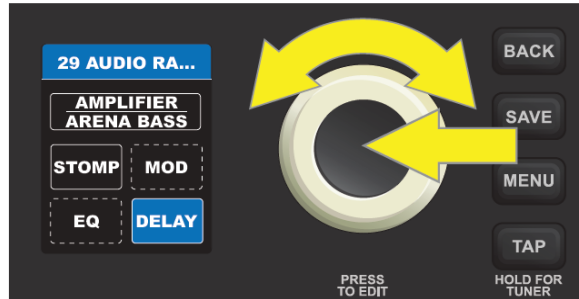 29 AUDIO RA...
AMPLIFIER
ARENA BASS
STOMP
MOD
EQ
DELAY
BACK
SAVE
MENU
TAP
PRESS
TO EDIT
HOLD FOR
TUNER